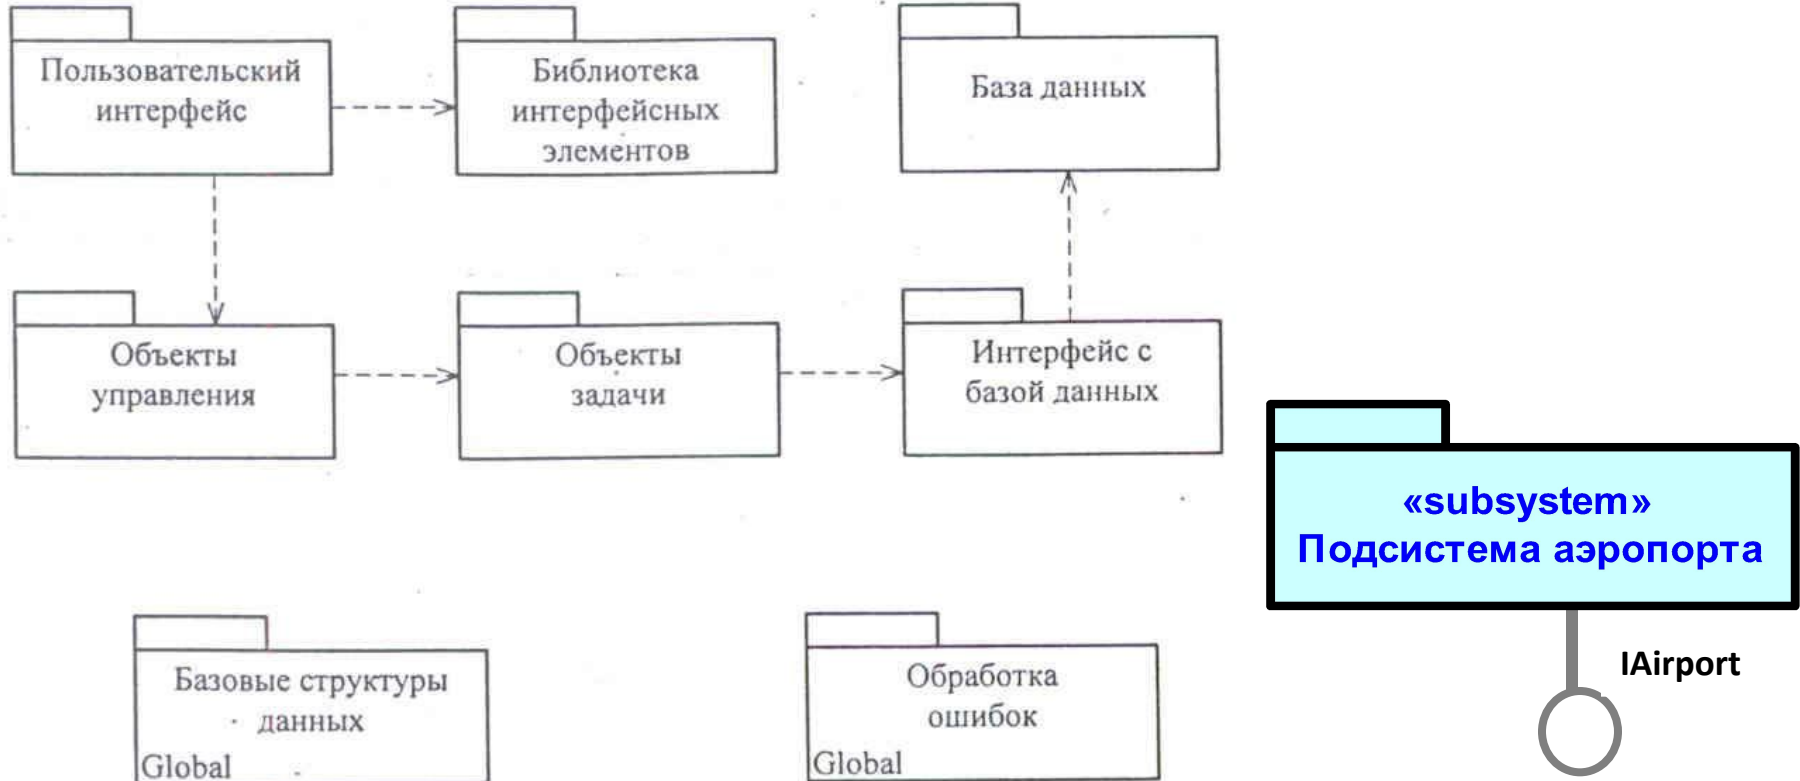 Пользовательский
интерфейс
Библиотека
интерфейсных
элементов
База данных
Объекты
управления
Объекты
задачи
Интерфейс с
базой данных
«subsystem»
Подсистема аэропорта
IAirport
Базовые структуры
данных
Global
Обработка
ошибок
Global